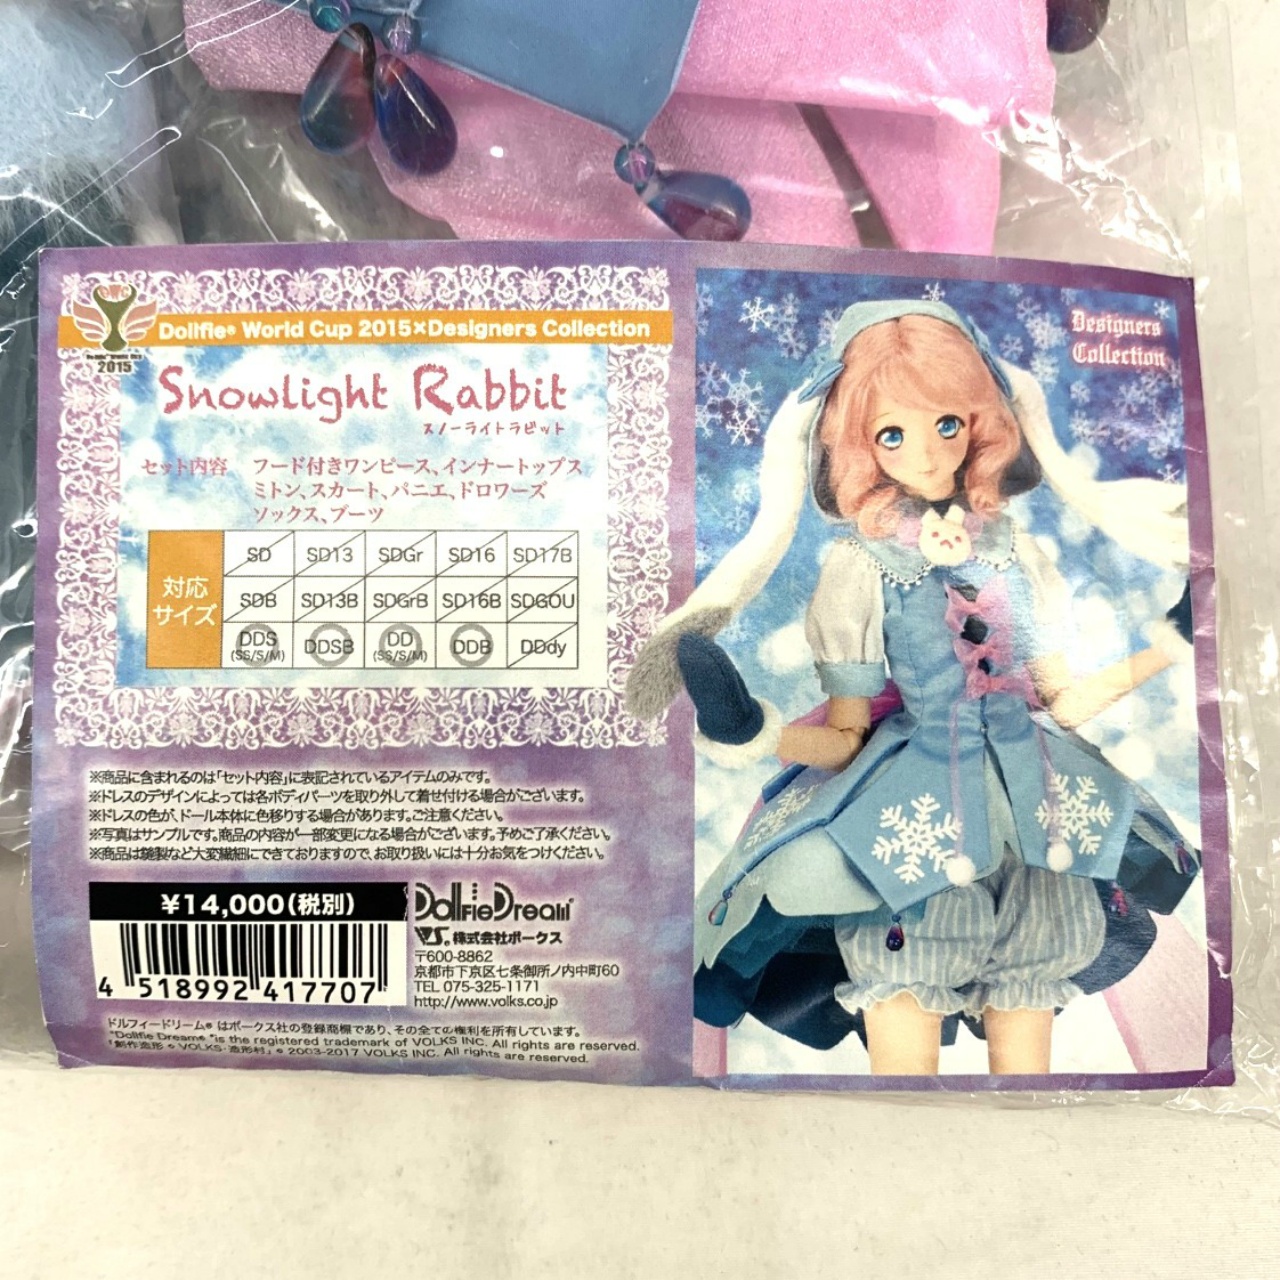 Dollfie® World Cup 2015×Designers Collection
Dollfie World Cup
2015
Snowlight Rabbit
スノーライトラビット
セット内容 フード付きワンピース、インナートップス
ミトン、スカート、パニエ、ドロワーズ
ソックス、ブーツ
対応
サイズ
SD SD13 SDGr SD16 SD17B
SDB SD13B SDGrB SD16B SDGOU
DDS (SS/S/M) DDSB DD (SS/S/M) DDB DDdy
※商品に含まれるのは「セット内容」に表記されているアイテムのみです。
※ドレスのデザインによっては各ボディパーツを取り外して着せ付ける場合がございます。
※ドレスの色が、ドール本体に色移りする場合があります。ご注意ください。
※写真はサンプルです。商品の内容が一部変更になる場合がございます。予めご了承ください。
※商品は縫製など大変繊細にできておりますので、お取り扱いには十分お気をつけください。
¥14,000(税別)
4 518992 417707
DollfieDream®
VS® 株式会社ボークス
〒600-8862
京都市下京区七条御所ノ内中町60
TEL 075-325-1171
http://www.volks.co.jp
ドルフィードリーム® はボークス社の登録商標であり、その全ての権利を所有しています。
"Dollfie Dream® "is the registered trademark of VOLKS INC. All rights are reserved.
「創作造形 © VOLKS・造形村」© 2003-2017 VOLKS INC. All rights are reserved.
Designers
Collection